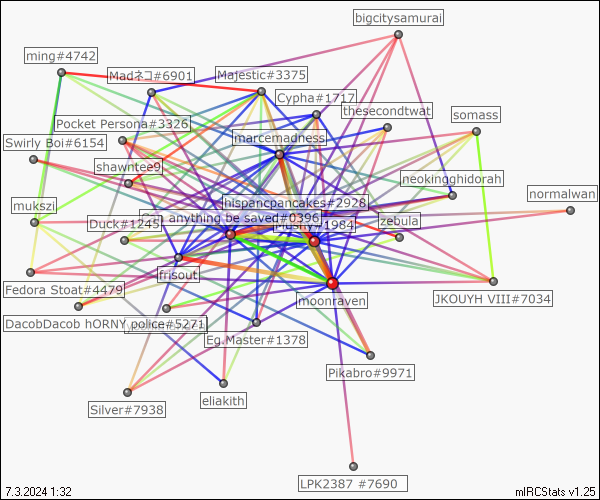 bigcitysamurai
ming#4742
Madネコ#6901
Majestic#3375
Cypha#1717
thesecondtwat
somass
Pocket Persona#3326
marcemadness
Swirly Boi#6154
shawntee9
neokingghidorah
normalwan
hispancpancakes#2928
mukszi
anything be saved#0396
Duck#1245
#1984
zebula
frisout
Fedora Stoat#4479
moonraven
JKOUYH VIII#7034
DacobDacob hORNY police#5271
Eg.Master#1378
Pikabro#9971
Silver#7938
eliakith
LPK2387 #7690
7.3.2024 1:32
mIRCStats v1.25